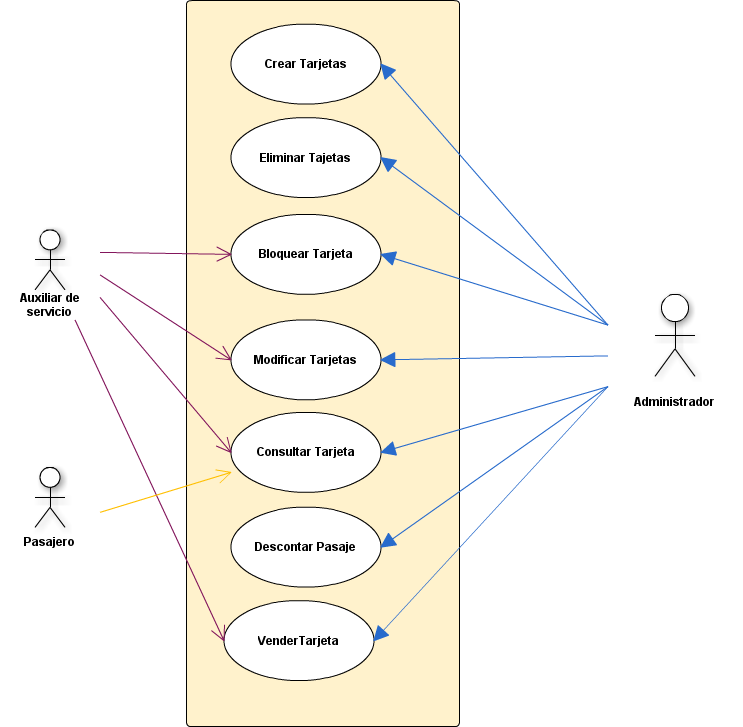 Crear Tarjetas
Eliminar Tajetas
Bloquear Tarjeta
Auxiliar de
servicio
Modificar Tarjetas
Administrador
Consultar Tarjeta
Pasajero
Descontar Pasaje
VenderTarjeta